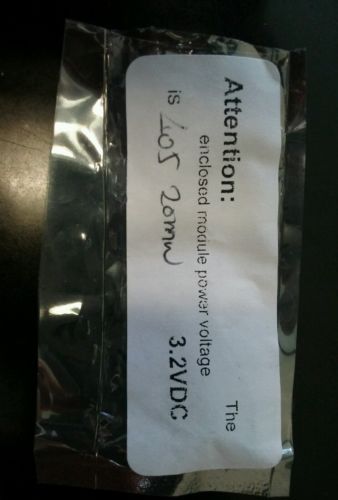 Attention: The
enclosed module power voltage
is 405 20mW 3.2VDC